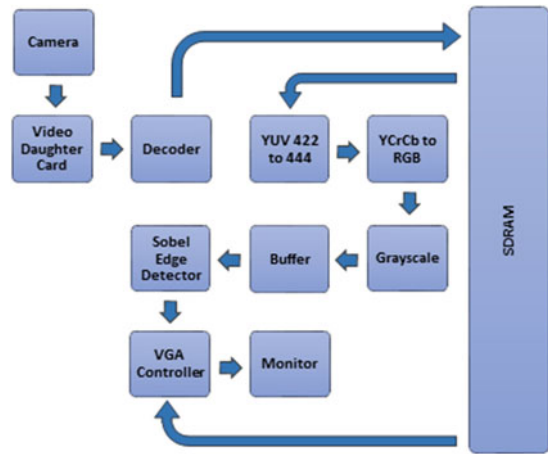 Camera
Video
Daughter
Card
Decoder
YUV 422
to 444
YCrCb to
RGB
SDRAM
Sobel
Edge
Detector
Buffer
Grayscale
VGA
Controller
Monitor